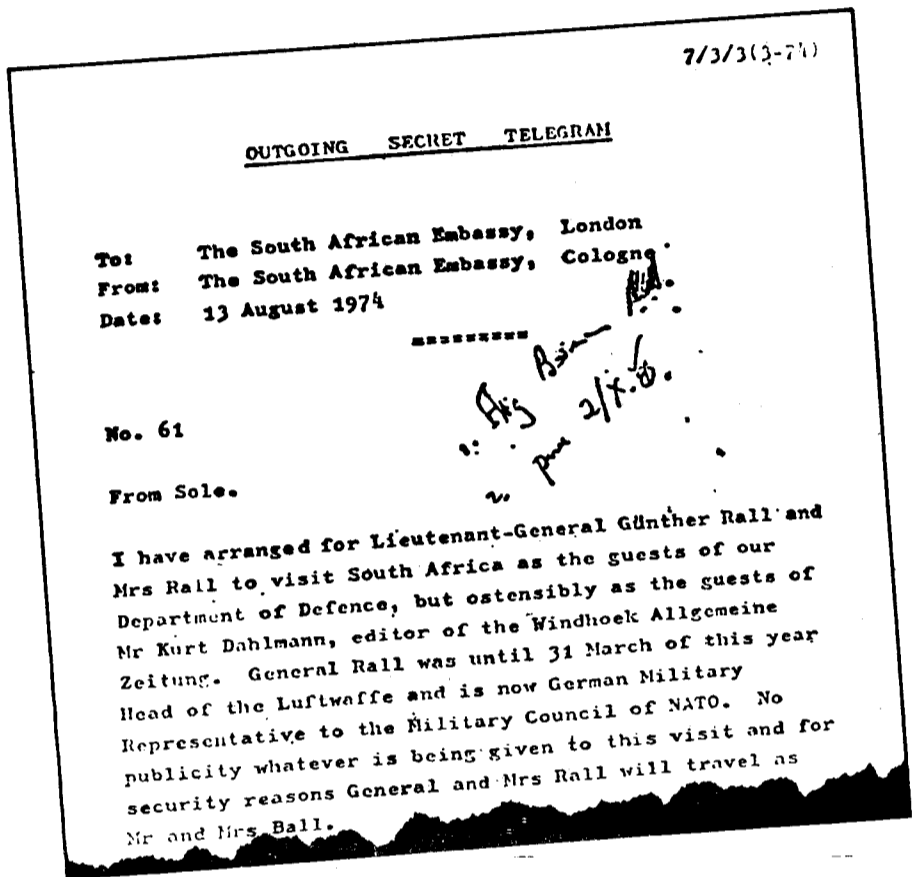 7/3/3(3-74)
OUTGOING SECRET TELEGRAM
To: The South African Embassy, London
From: The South African Embassy, Cologne
Date: 13 August 1974
=========
No. 61
2/X.
From Sole.
I have arranged for Lieutenant-General Günther Rall and
Mrs Rall to visit South Africa as the guests of our
Department of Defence, but ostensibly as the guests of
Mr Kurt Dahlmann, editor of the Windhoek Allgemeine
Zeitung. General Rall was until 31 March of this year
Head of the Luftwaffe and is now German Military
Representative to the Military Council of NATO. No
publicity whatever is being given to this visit and for
security reasons General and Mrs Rall will travel as
Mr and Mrs Ball.